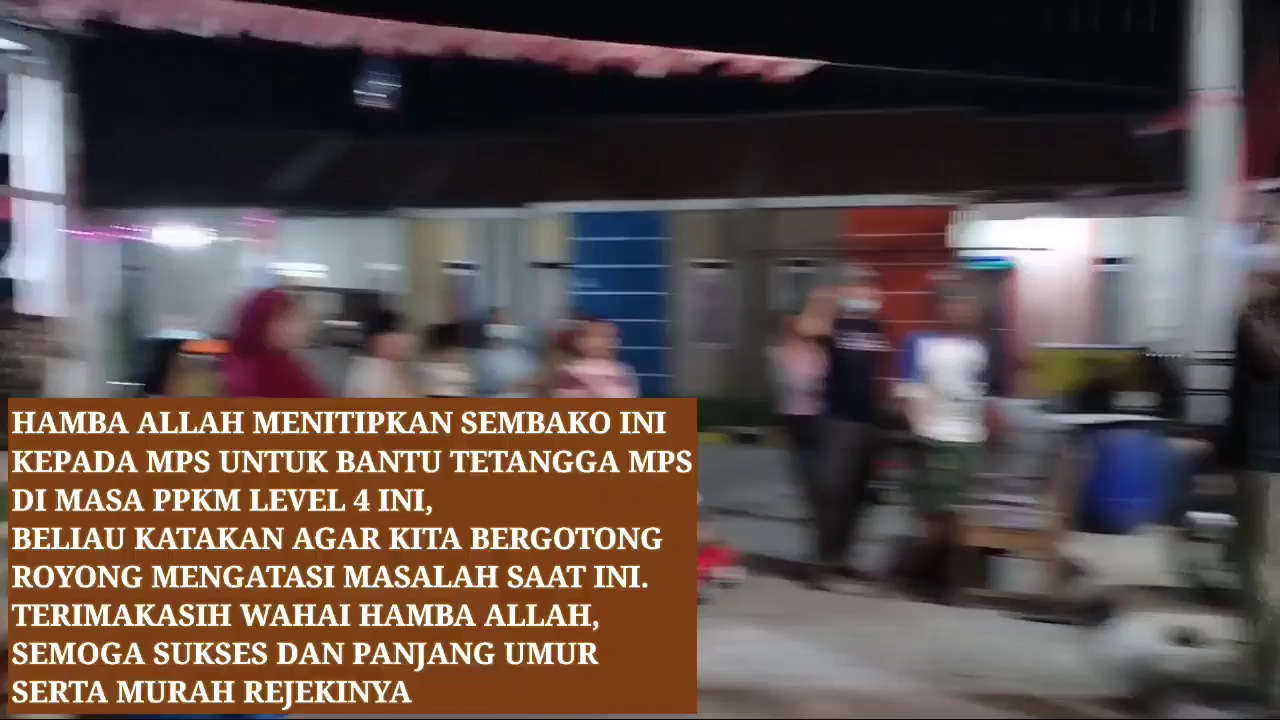 HAMBA ALLAH MENITIPKAN SEMBAKO INI
KEPADA MPS UNTUK BANTU TETANGGA MPS
DI MASA PPKM LEVEL 4 INI,
BELIAU KATAKAN AGAR KITA BERGOTONG
ROYONG MENGATASI MASALAH SAAT INI.
TERIMAKASIH WAHAI HAMBA ALLAH,
SEMOGA SUKSES DAN PANJANG UMUR
SERTA MURAH REJEKINYA